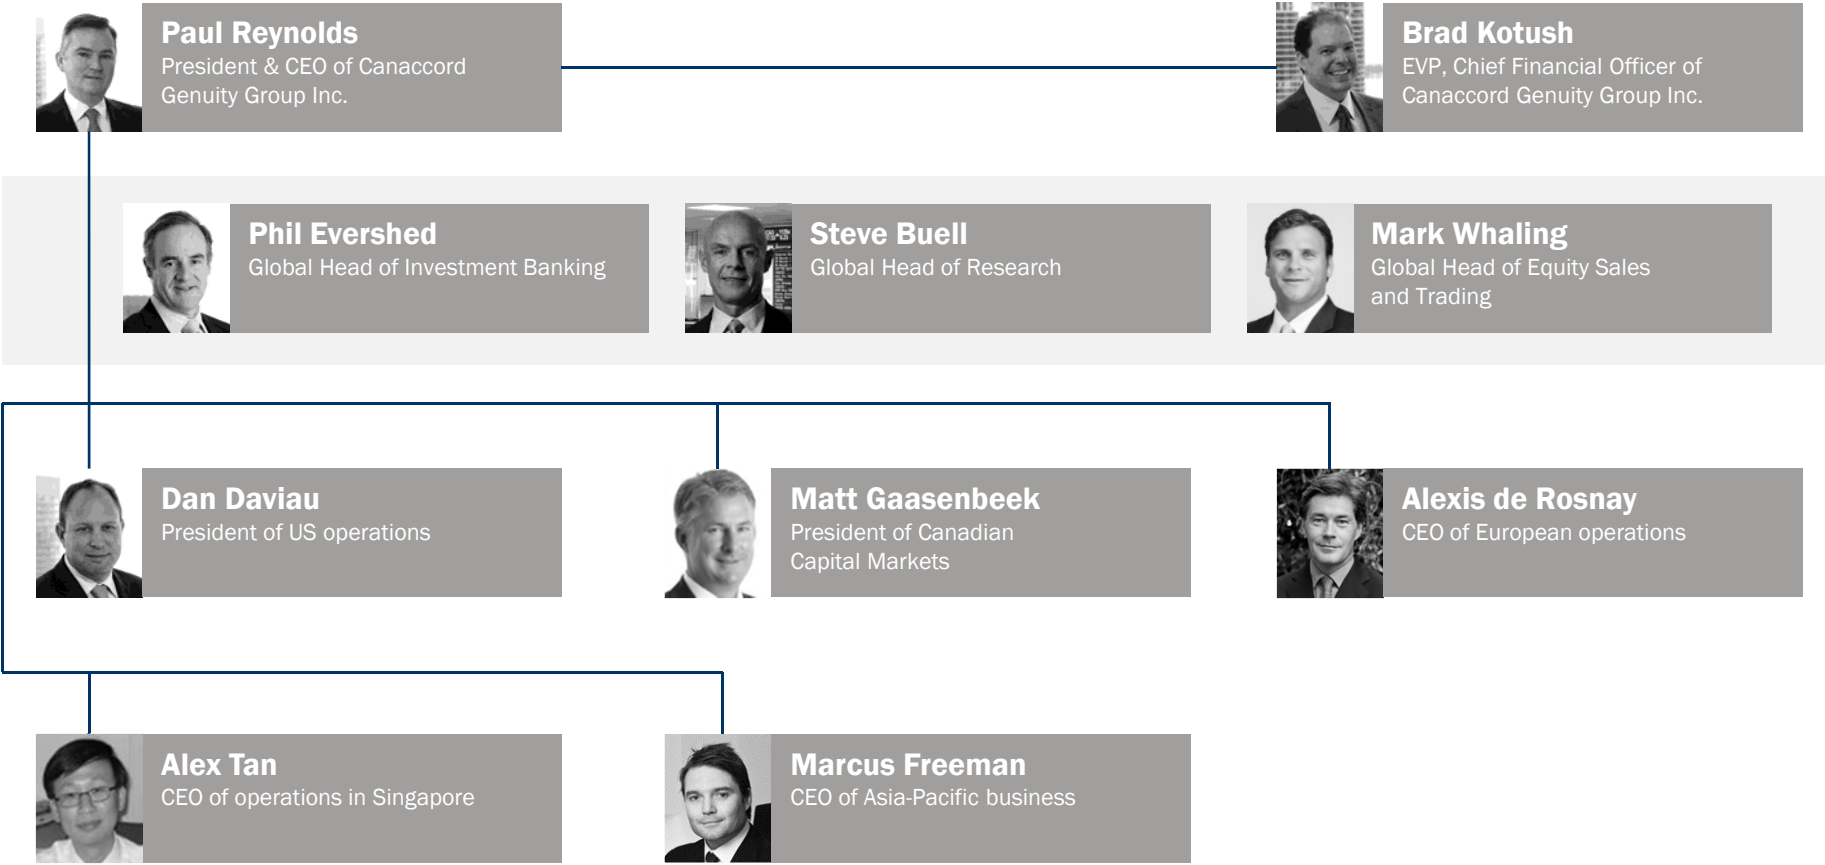 Paul Reynolds
President & CEO of Canaccord
Genuity Group Inc.
Brad Kotush
EVP, Chief Financial Officer of
Canaccord Genuity Group Inc.
Phil Evershed
Global Head of Investment Banking
Steve Buell
Global Head of Research
Mark Whaling
Global Head of Equity Sales
and Trading
Dan Daviau
President of US operations
Matt Gaasenbeek
President of Canadian
Capital Markets
Alexis de Rosnay
CEO of European operations
Alex Tan
CEO of operations in Singapore
Marcus Freeman
CEO of Asia-Pacific business